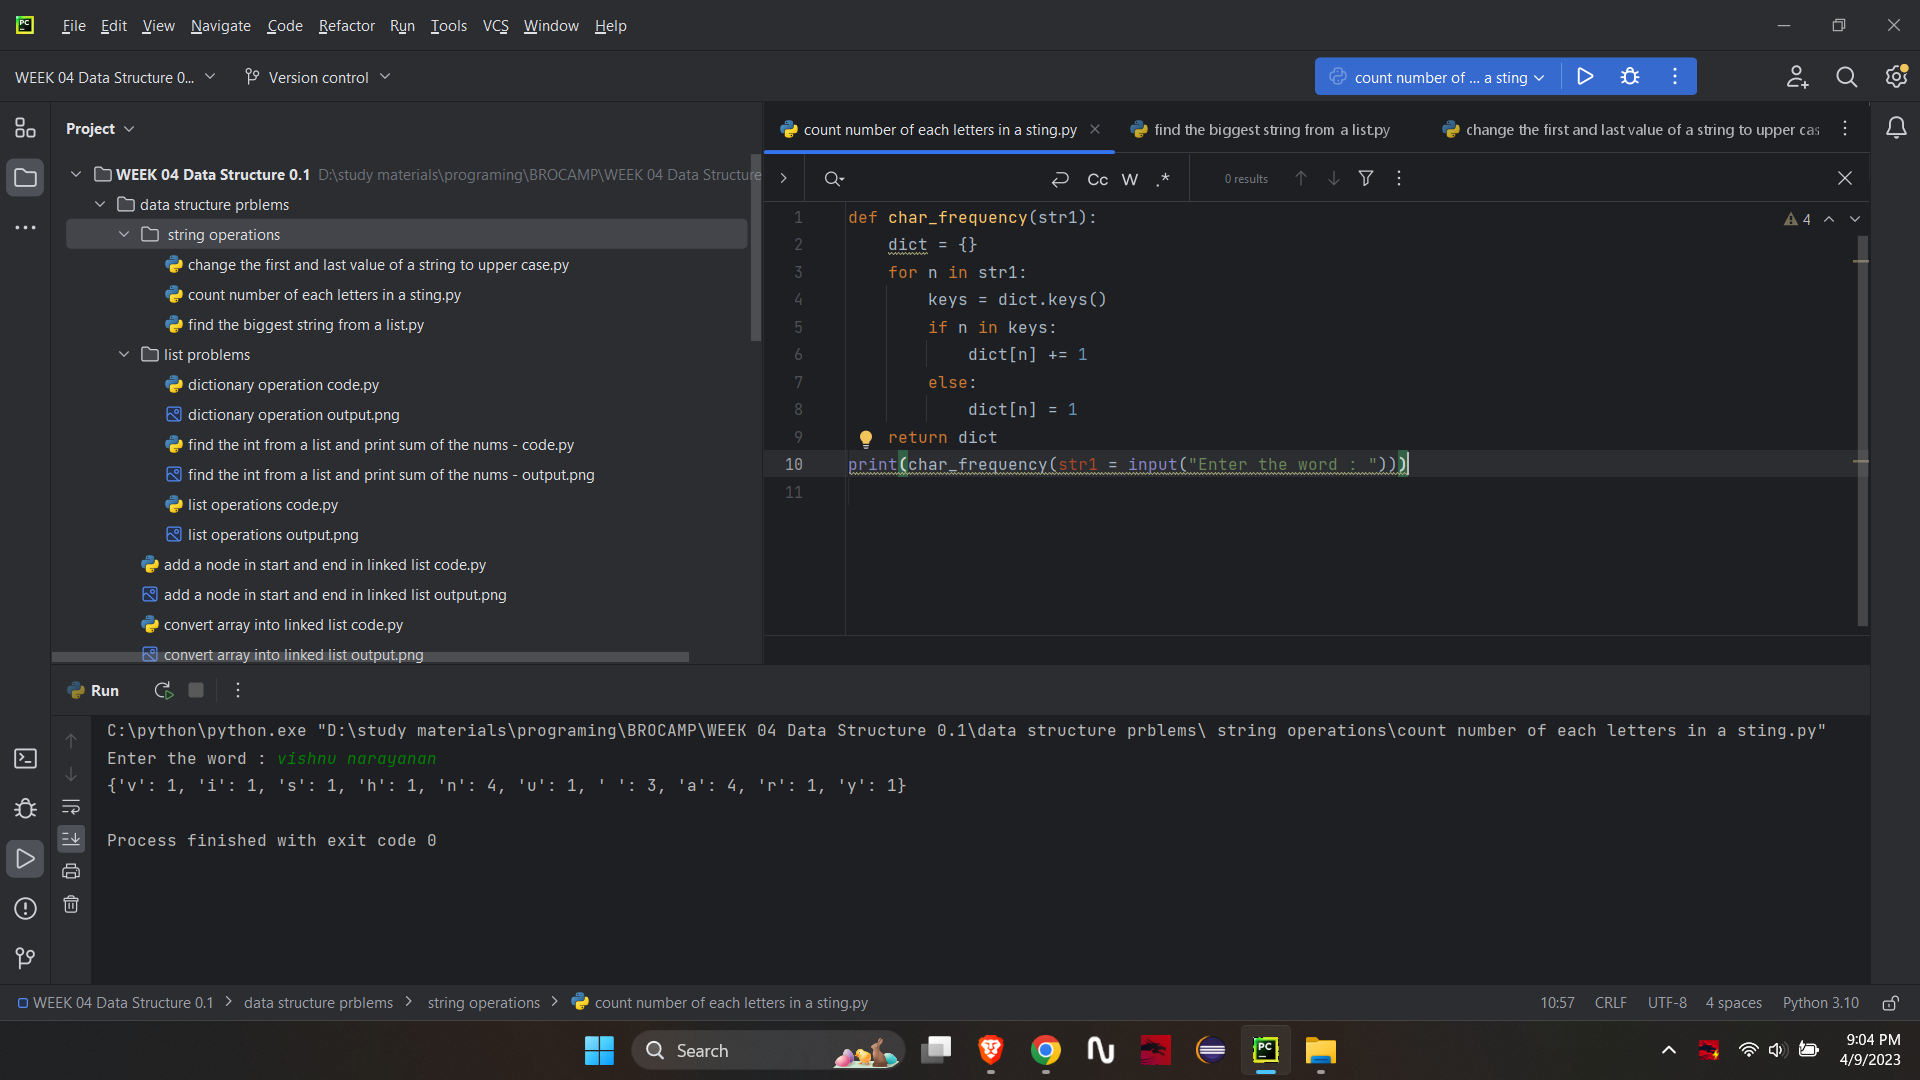 File Edit View Navigate Code Refactor Run Tools VCS Window Help
WEEK 04 Data Structure 0... Version control count number of ... a sting
Project
WEEK 04 Data Structure 0.1 D:\study materials\programing\BROCAMP\WEEK 04 Data Structure
data structure prblems
string operations
change the first and last value of a string to upper case.py
count number of each letters in a sting.py
find the biggest string from a list.py
list problems
dictionary operation code.py
dictionary operation output.png
find the int from a list and print sum of the nums - code.py
find the int from a list and print sum of the nums - output.png
list operations code.py
list operations output.png
add a node in start and end in linked list code.py
add a node in start and end in linked list output.png
convert array into linked list code.py
convert array into linked list output.png
count number of each letters in a sting.py find the biggest string from a list.py change the first and last value of a string to upper cas
Cc W .* 0 results
1 def char_frequency(str1):
2 dict = {}
3 for n in str1:
4 keys = dict.keys()
5 if n in keys:
6 dict[n] += 1
7 else:
8 dict[n] = 1
9 return dict
10 print(char_frequency(str1 = input("Enter the word : ")))
11
4
Run
C:\python\python.exe "D:\study materials\programing\BROCAMP\WEEK 04 Data Structure 0.1\data structure prblems\ string operations\count number of each letters in a sting.py"
Enter the word : vishnu narayanan
{'v': 1, 'i': 1, 's': 1, 'h': 1, 'n': 4, 'u': 1, ' ': 3, 'a': 4, 'r': 1, 'y': 1}
Process finished with exit code 0
WEEK 04 Data Structure 0.1 > data structure prblems > string operations > count number of each letters in a sting.py 10:57 CRLF UTF-8 4 spaces Python 3.10
PC
Search
PC
9:04 PM
4/9/2023